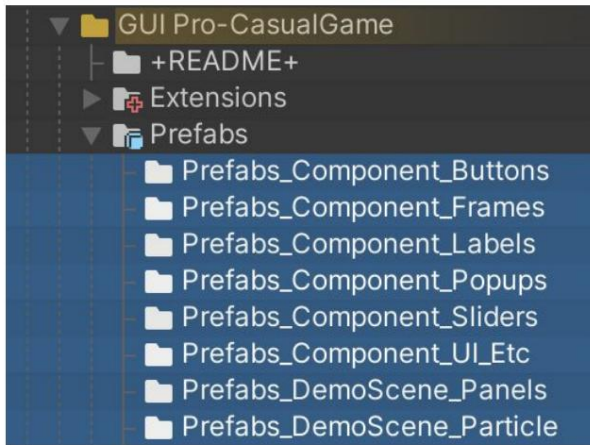 GUI Pro-CasualGame
+README+
Extensions
Prefabs
Prefabs_Component_Buttons
Prefabs_Component_Frames
Prefabs_Component_Labels
Prefabs_Component_Popups
Prefabs_Component_Sliders
Prefabs_Component_UI_Etc
Prefabs_DemoScene_Panels
Prefabs_DemoScene_Particle